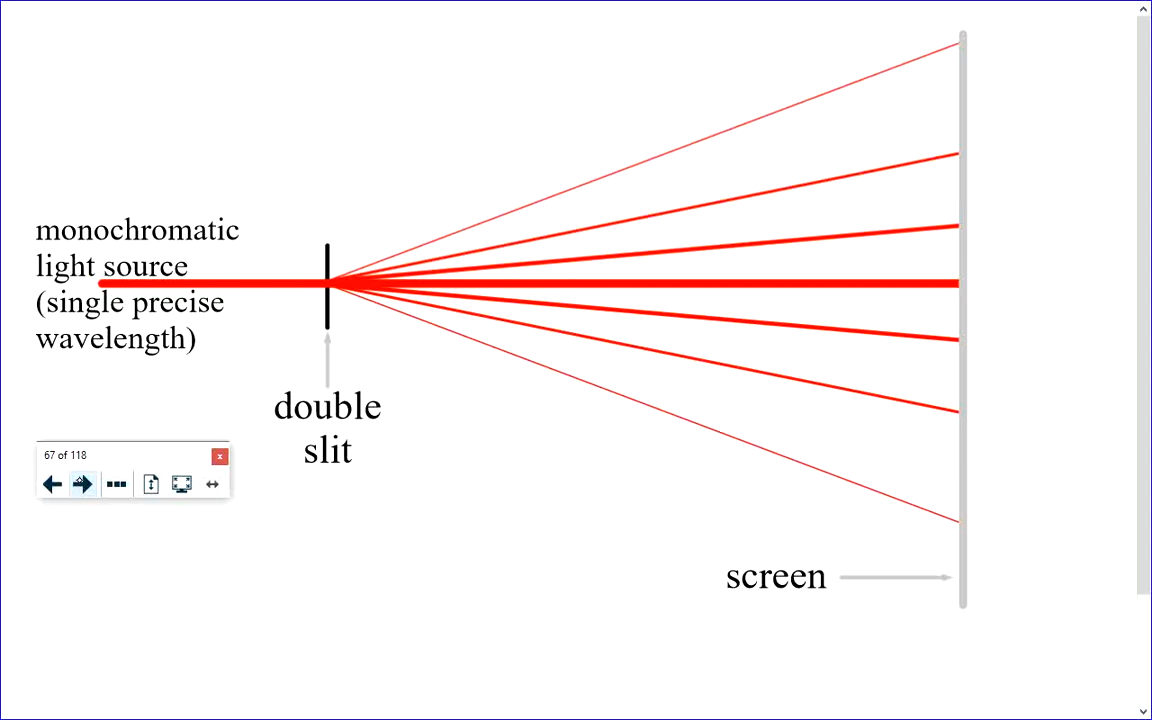 monochromatic
light source
(single precise
wavelength)
double
slit
67 of 118
x
screen